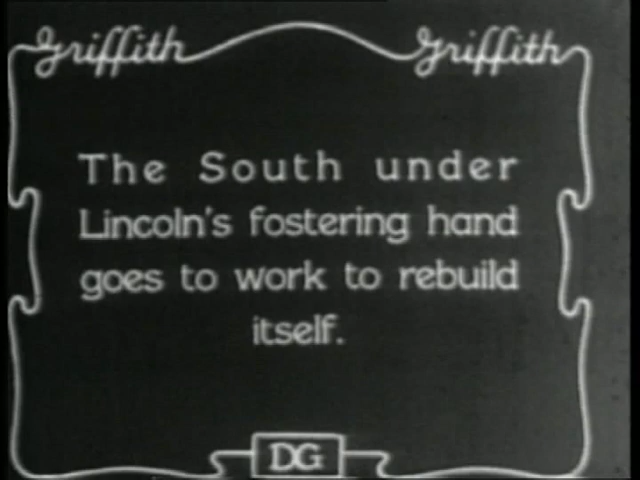 Griffith Griffith
The South under
Lincoln's fostering hand
goes to work to rebuild
itself.
DG